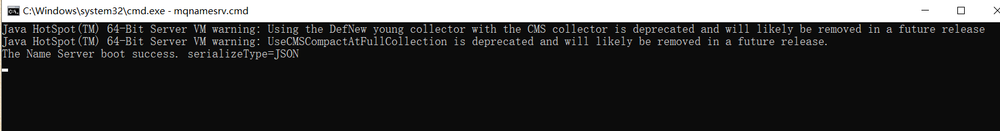 C:\Windows\system32\cmd.exe - mqnamesrv.cmd
Java HotSpot(TM) 64-Bit Server VM warning: Using the DefNew young collector with the CMS collector is deprecated and will likely be removed in a future release
Java HotSpot(TM) 64-Bit Server VM warning: UseCMSCompactAtFullCollection is deprecated and will likely be removed in a future release.
The Name Server boot success. serializeType=JSON